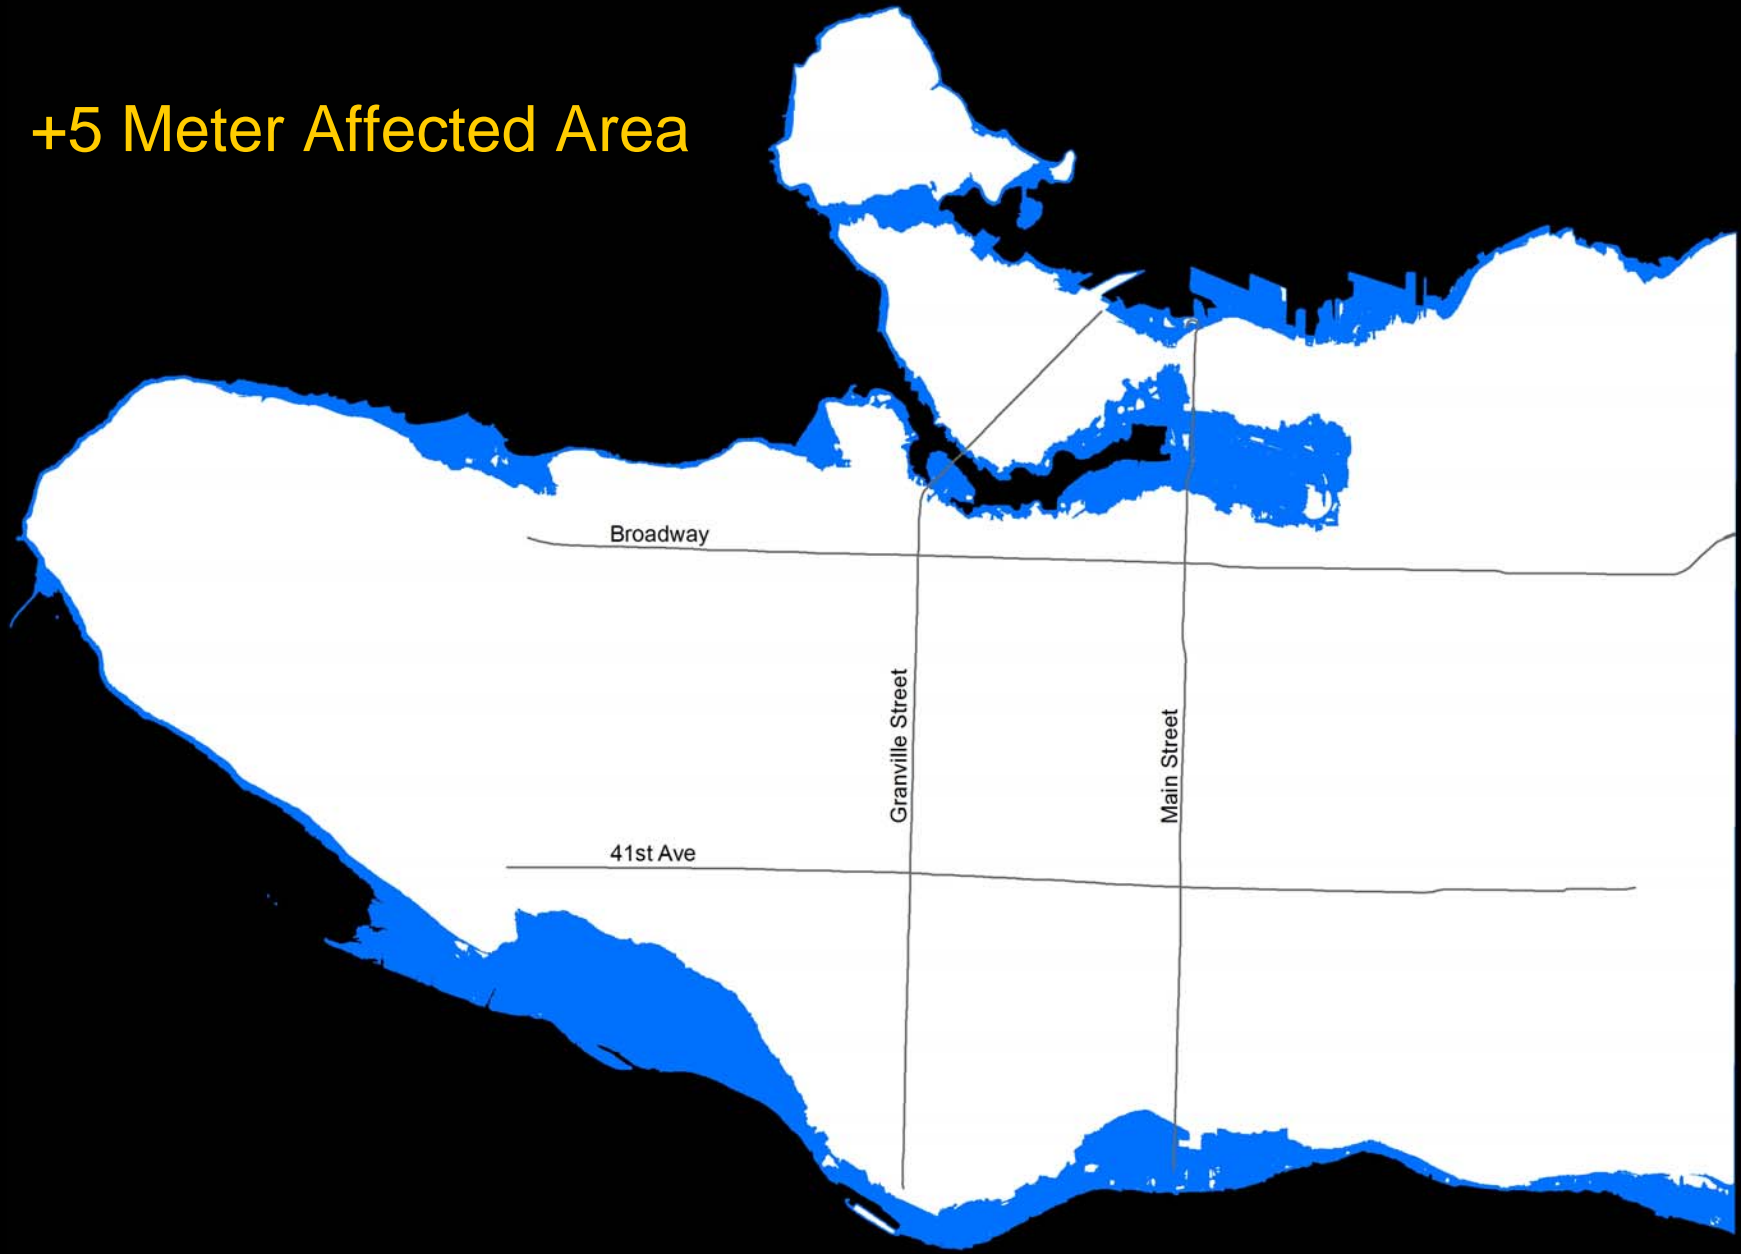 +5 Meter Affected Area
Broadway
Granville Street
Main Street
41st Ave